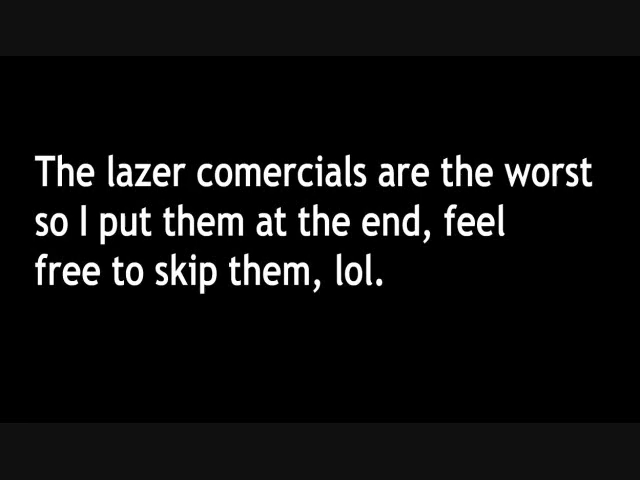 The lazer comercials are the worst
so I put them at the end, feel
free to skip them, lol.